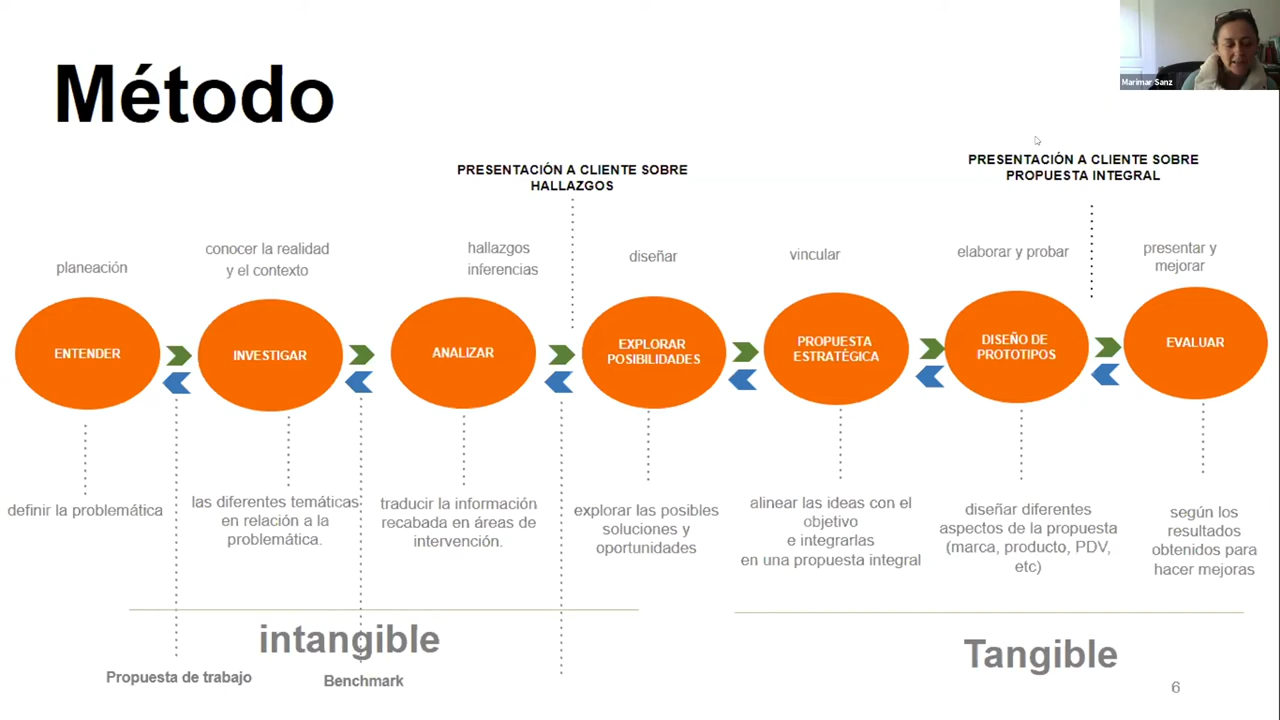 Marimar Sanz
Método
PRESENTACIÓN A CLIENTE SOBRE
HALLAZGOS
PRESENTACIÓN A CLIENTE SOBRE
PROPUESTA INTEGRAL
planeación
conocer la realidad
y el contexto
hallazgos
inferencias
diseñar
vincular
elaborar y probar
presentar y
mejorar
ENTENDER
INVESTIGAR
ANALIZAR
EXPLORAR
POSIBILIDADES
PROPUESTA
ESTRATÉGICA
DISEÑO DE
PROTOTIPOS
EVALUAR
definir la problemática
las diferentes temáticas
en relación a la
problemática.
traducir la información
recabada en áreas de
intervención.
explorar las posibles
soluciones y
oportunidades
alinear las ideas con el
objetivo
e integrarlas
en una propuesta integral
diseñar diferentes
aspectos de la propuesta
(marca, producto, PDV,
etc)
según los
resultados
obtenidos para
hacer mejoras
intangible
Tangible
Propuesta de trabajo
Benchmark
6